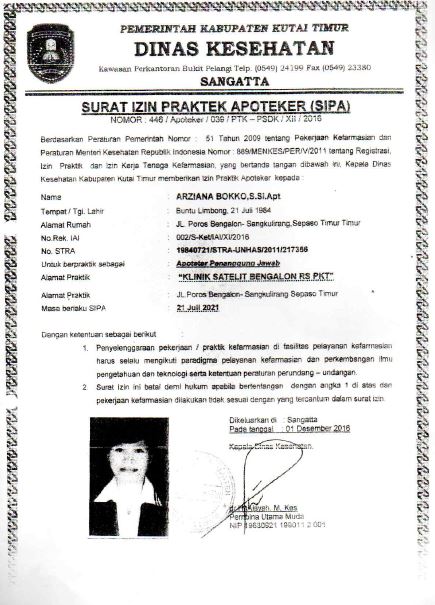 PEMERINTAH KABUPATEN KUTAI TIMUR
DINAS KESEHATAN
Kawasan Perkantoran Bukit Pelangi Telp. (0549) 24199 Fax (0549) 23380
SANGATTA
SURAT IZIN PRAKTEK APOTEKER (SIPA)
NOMOR : 446 / Apoteker / 039 / PTK – PSDK / XII / 2016
Berdasarkan Peraturan Pemerintah Nomor : 51 Tahun 2009 tentang Pekerjaan Kefarmasian dan
Peraturan Menteri Kesehatan Republik Indonesia Nomor : 889/MENKES/PER/V/2011 tentang Registrasi,
Izin Praktik dan Izin Kerja Tenaga Kefarmasian, yang bertanda tangan dibawah ini, Kepala Dinas
Kesehatan Kabupaten Kutai Timur memberikan Izin Praktik Apoteker kepada :
Nama : ARZIANA BOKKO,S.Si.Apt
Tempat / Tgl. Lahir : Buntu Limbong, 21 Juli 1984
Alamat Rumah : JL. Poros Bengalon- Sangkulirang,Sepaso Timur Timur
No.Rek. IAI : 002/S-Ket/IAI/XI/2016
No. STRA : 19840721/STRA-UNHAS/2011/217356
Untuk berpraktik sebagai : Apoteker Penanggung Jawab
Alamat Praktik : "KLINIK SATELIT BENGALON RS PKT"
Alamat Praktik : JL.Poros Bengalon- Sangkulirang Sepaso Timur
Masa berlaku SIPA : 21 Juli 2021
Dengan ketentuan sebagai berikut :
1. Penyelenggaraan pekerjaan / praktik kefarmasian di fasilitas pelayanan kefarmasian
harus selalu mengikuti paradigma pelayanan kefarmasian dan perkembangan ilmu
pengetahuan dan teknologi serta ketentuan peraturan perundang – undangan.
2. Surat Izin ini batal demi hukum apabila bertentangan dengan angka 1 di atas dan
pekerjaan kefarmasian dilakukan tidak sesuai dengan yang tercantum dalam surat izin.
Dikeluarkan di : Sangatta
Pada tanggal : 01 Desember 2016
Kepala Dinas Kesehatan.
M. Kes
Pembina Utama Muda
NIP 19630921 199011 2 001